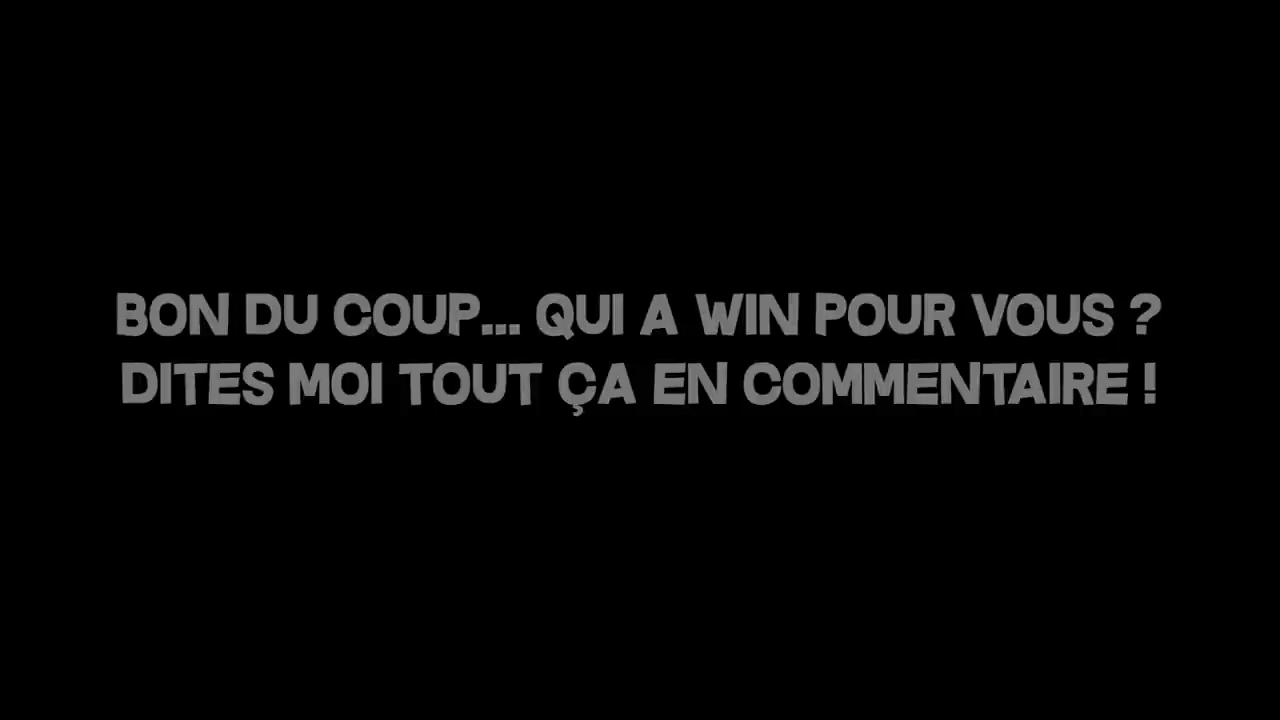 BON DU COUP... QUI A WIN POUR VOUS ?
DITES MOI TOUT ÇA EN COMMENTAIRE !